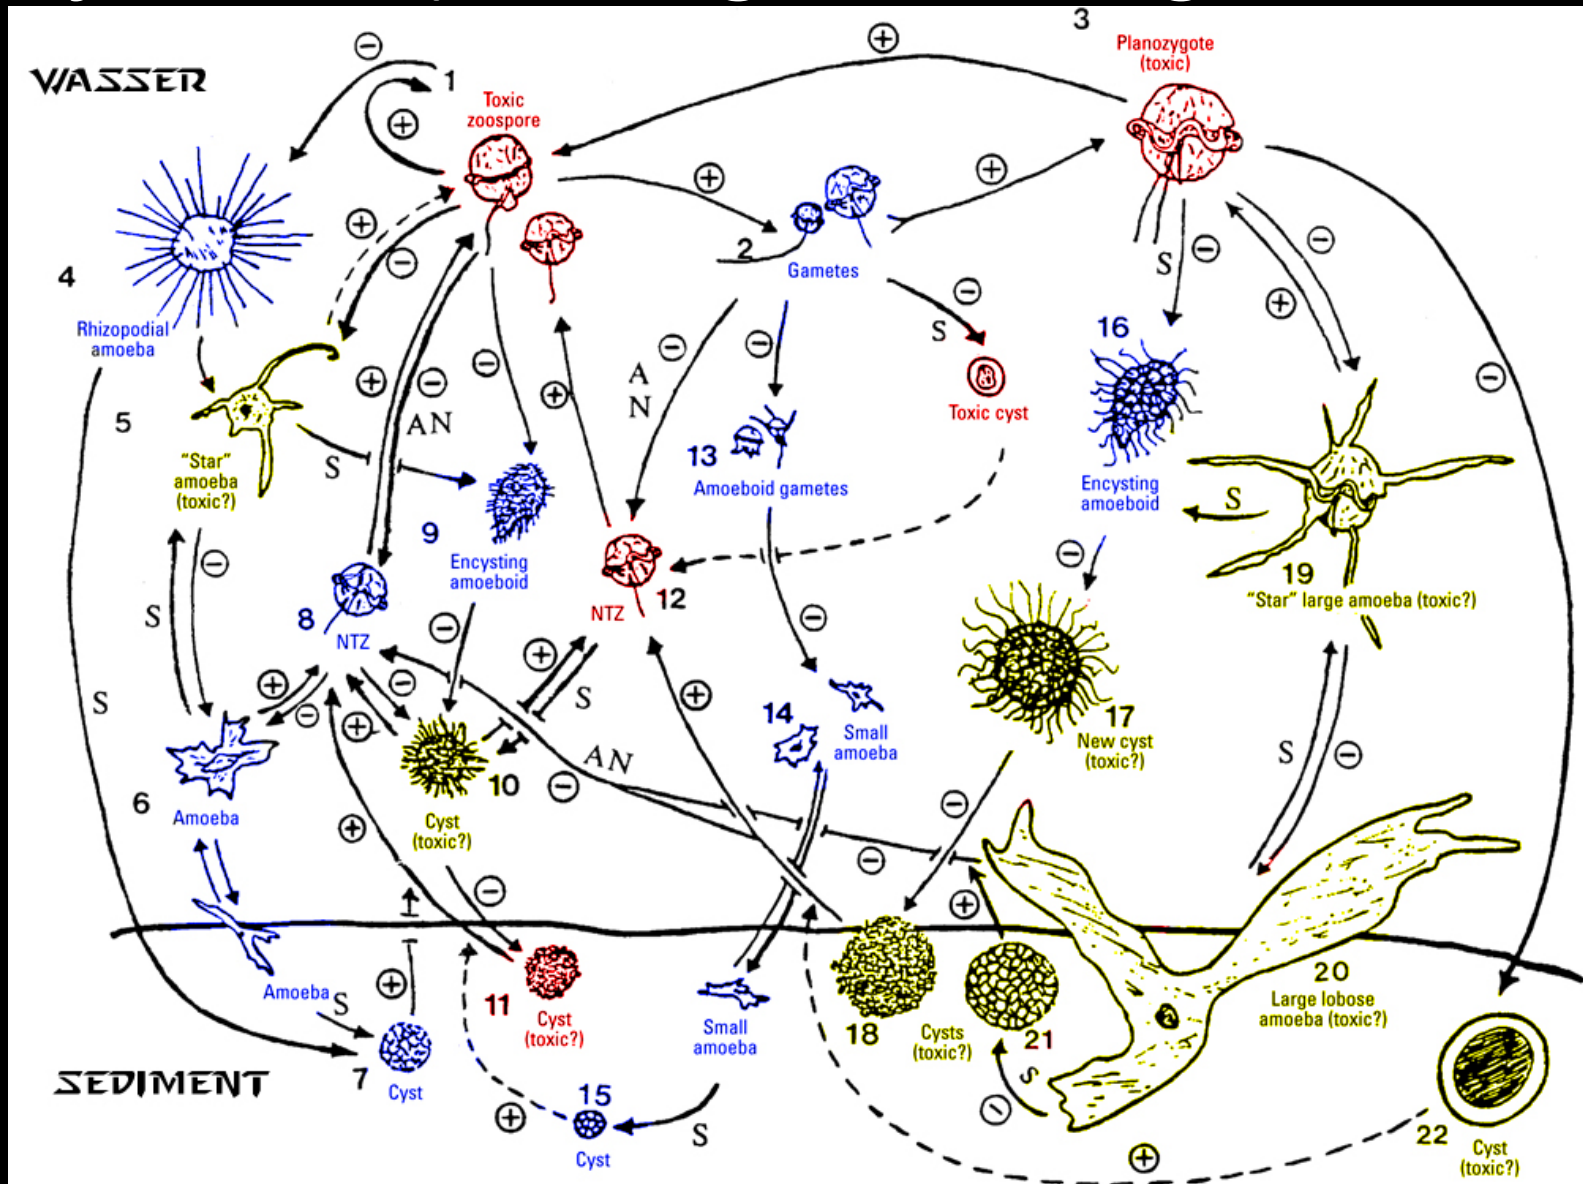 WASSER
1
Toxic
zoospore
3
Planozygote
(toxic)
2
Gametes
4
Rhizopodial
amoeba
5
"Star"
amoeba
(toxic?)
S
AN
A
N
S
Toxic cyst
S
16
Encysting
amoeboid
S
13
Amoeboid gametes
9
Encysting
amoeboid
8
NTZ
12
NTZ
19
"Star" large amoeba (toxic?)
S
S
6
Amoeba
10
Cyst
(toxic?)
S
AN
14
Small
amoeba
17
New cyst
(toxic?)
S
Amoeba
S
7
Cyst
11
Cyst
(toxic?)
Small
amoeba
15
Cyst
S
18
Cysts
(toxic?)
21
S
20
Large lobose
amoeba (toxic?)
22
Cyst
(toxic?)
SEDIMENT